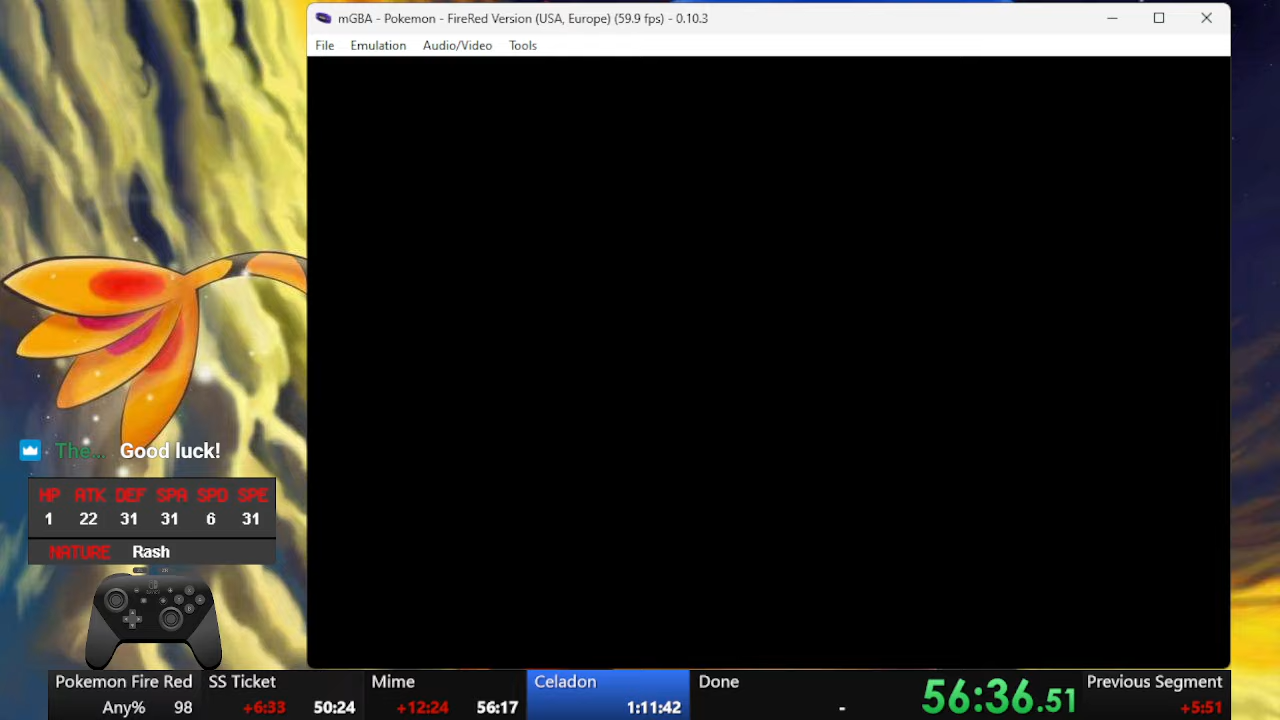 mGBA - Pokemon - FireRed Version (USA, Europe) (59.9 fps) - 0.10.3
File Emulation Audio/Video Tools
The... Good luck!
HP ATK DEF SPA SPD SPE
1 22 31 31 6 31
NATURE Rash
Pokemon Fire Red SS Ticket Mime Celadon Done 56:36.51 Previous Segment
Any% 98 +6:33 50:24 +12:24 56:17 1:11:42 - +5:51